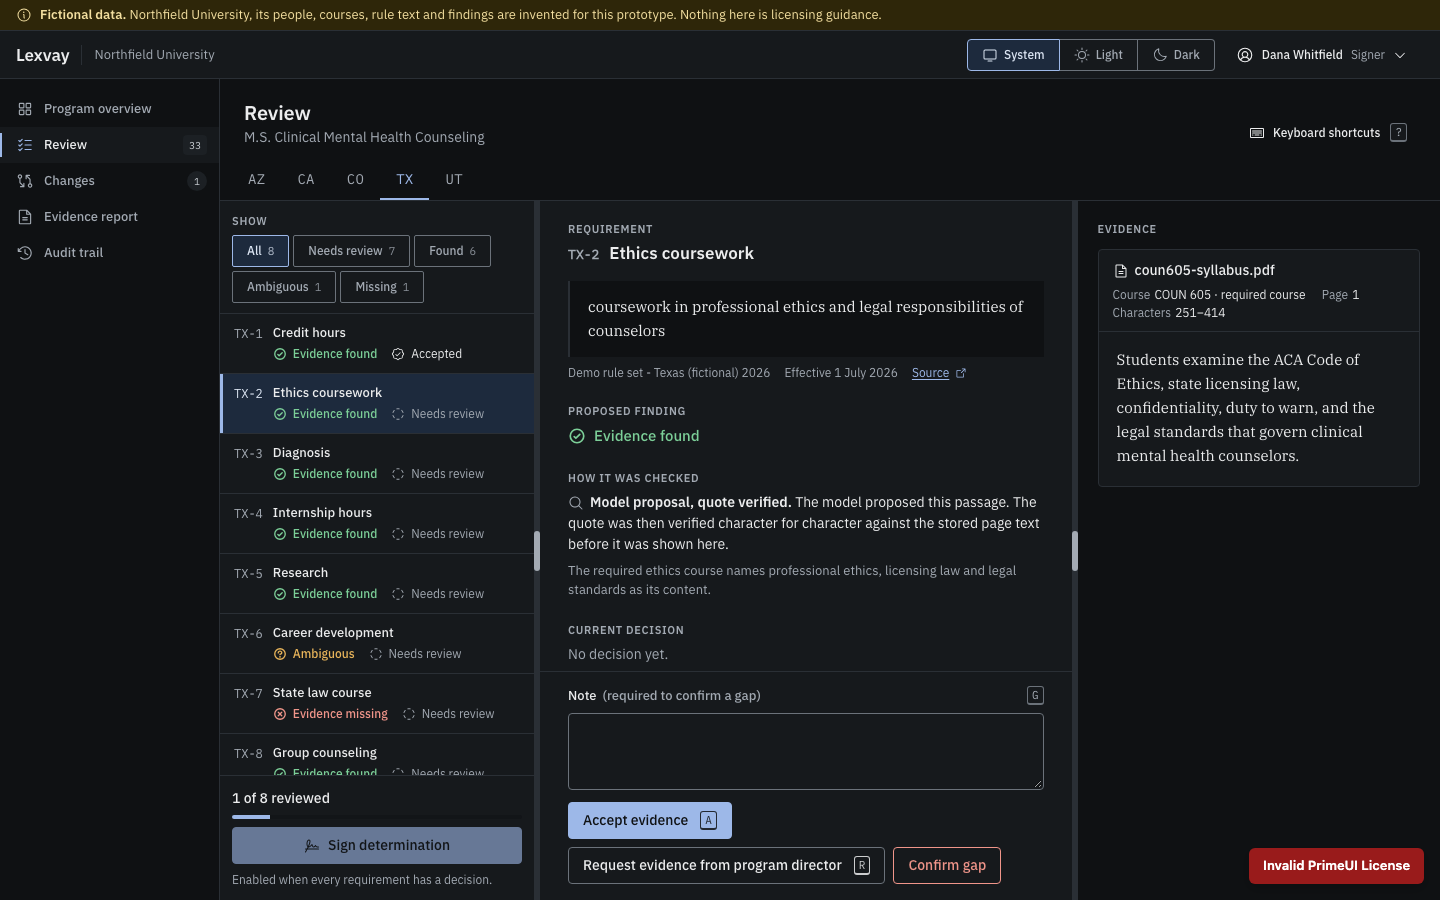 Fictional data. Northfield University, its people, courses, rule text and findings are invented for this prototype. Nothing here is licensing guidance.
Lexvay
Northfield University
System
Light
Dark
Dana Whitfield Signer
Program overview
Review 33
Changes 1
Evidence report
Audit trail
Review
M.S. Clinical Mental Health Counseling
Keyboard shortcuts ?
AZ CA CO TX UT
SHOW
All 8
Needs review 7
Found 6
Ambiguous 1
Missing 1
TX-1 Credit hours
Evidence found Accepted
TX-2 Ethics coursework
Evidence found Needs review
TX-3 Diagnosis
Evidence found Needs review
TX-4 Internship hours
Evidence found Needs review
TX-5 Research
Evidence found Needs review
TX-6 Career development
Ambiguous Needs review
TX-7 State law course
Evidence missing Needs review
TX-8 Group counseling
Evidence found Needs review
1 of 8 reviewed
Sign determination
Enabled when every requirement has a decision.
REQUIREMENT
TX-2 Ethics coursework
coursework in professional ethics and legal responsibilities of
counselors
Demo rule set - Texas (fictional) 2026 Effective 1 July 2026 Source
PROPOSED FINDING
Evidence found
HOW IT WAS CHECKED
Model proposal, quote verified. The model proposed this passage. The
quote was then verified character for character against the stored page text
before it was shown here.
The required ethics course names professional ethics, licensing law and legal
standards as its content.
CURRENT DECISION
No decision yet.
Note (required to confirm a gap) G
Accept evidence A
Request evidence from program director R
Confirm gap
EVIDENCE
coun605-syllabus.pdf
Course COUN 605 · required course Page 1
Characters 251–414
Students examine the ACA Code of
Ethics, state licensing law,
confidentiality, duty to warn, and the
legal standards that govern clinical
mental health counselors.
Invalid PrimeUI License